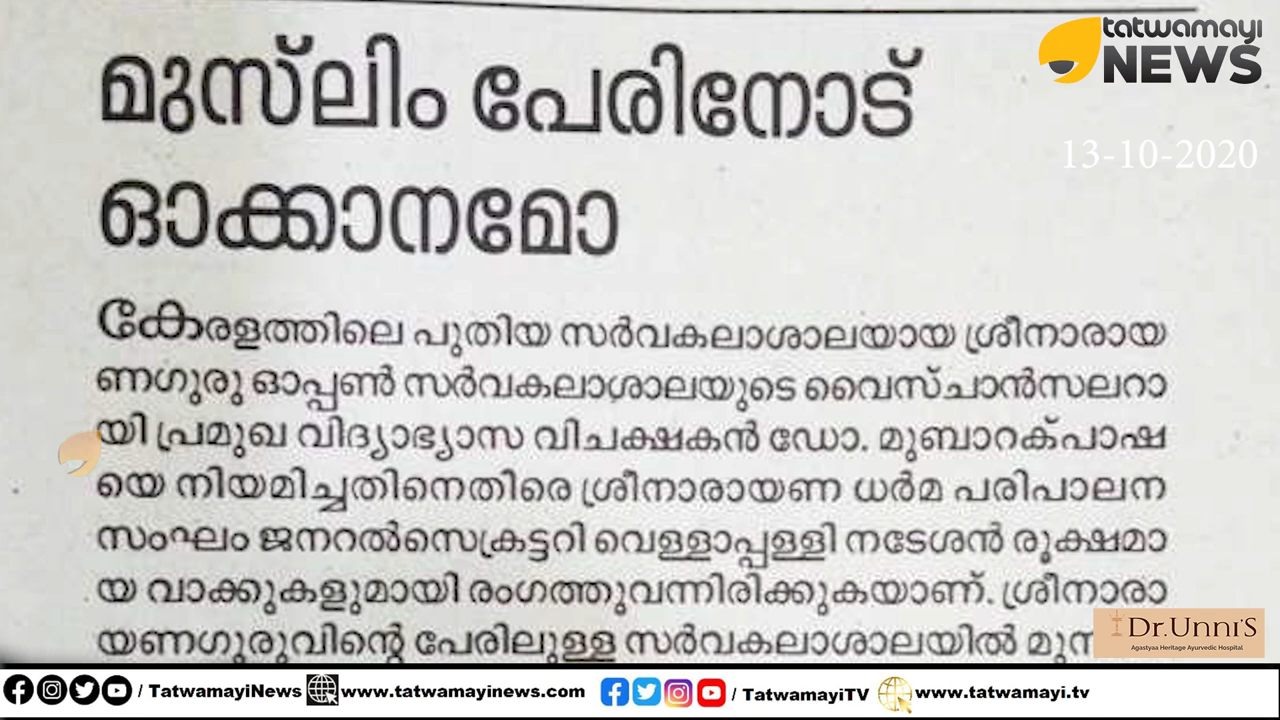 tatwamayi
NEWS
13-10-2020
മുസ്‌ലിം പേരിനോട്
ഓക്കാനമോ
കേരളത്തിലെ പുതിയ സർവകലാശാലയായ ശ്രീനാരായ
ണഗുരു ഓപ്പൺ സർവകലാശാലയുടെ വൈസ്ചാൻസലറാ
യി പ്രമുഖ വിദ്യാഭ്യാസ വിചക്ഷകൻ ഡോ. മുബാറക്പാഷ
യെ നിയമിച്ചതിനെതിരെ ശ്രീനാരായണ ധർമ പരിപാലന
സംഘം ജനറൽസെക്രട്ടറി വെള്ളാപ്പള്ളി നടേശൻ രൂക്ഷമാ
യ വാക്കുകളുമായി രംഗത്തുവന്നിരിക്കുകയാണ്. ശ്രീനാരാ
യണഗുരുവിന്റെ പേരിലുള്ള സർവകലാശാലയിൽ
Dr.Unni's
Agastyaa Heritage Ayurvedic Hospital
/ TatwamayiNews www.tatwamayinews.com / TatwamayiTV www.tatwamayi.tv